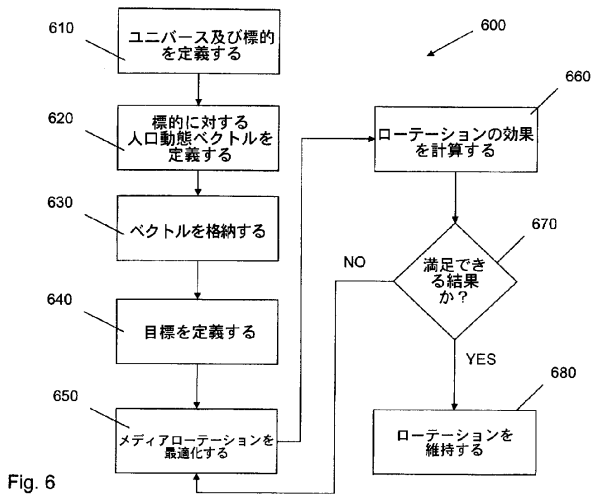 610
ユニバース及び標的
を定義する
620
標的に対する
人口動態ベクトルを
定義する
630
ベクトルを格納する
640
目標を定義する
650
メディアローテーションを
最適化する
600
660
ローテーションの効果
を計算する
670
満足でき
る結果
か？
NO
YES
680
ローテーションを
維持する
Fig. 6